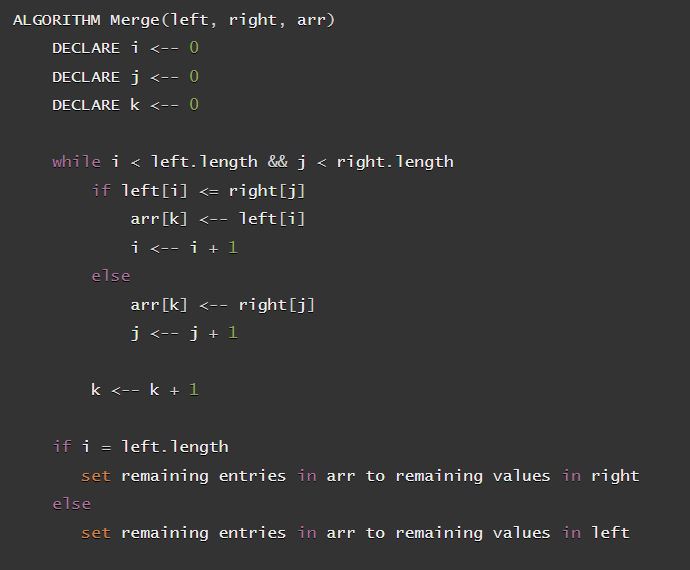 ALGORITHM Merge(left, right, arr)
DECLARE i <-- 0
DECLARE j <-- 0
DECLARE k <-- 0
while i < left.length && j < right.length
if left[i] <= right[j]
arr[k] <-- left[i]
i <-- i + 1
else
arr[k] <-- right[j]
j <-- j + 1
k <-- k + 1
if i = left.length
set remaining entries in arr to remaining values in right
else
set remaining entries in arr to remaining values in left